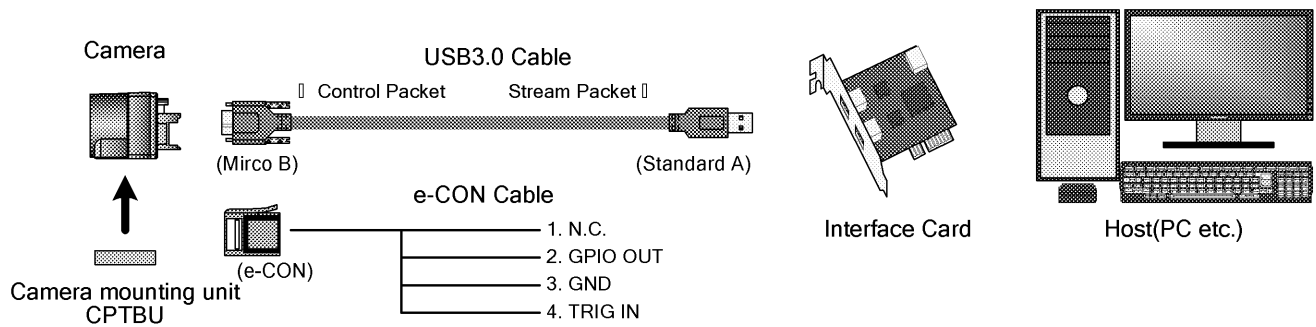 Camera
USB3.0 Cable
▯ Control Packet
Stream Packet ▯
(Mirco B)
(Standard A)
e-CON Cable
1. N.C.
2. GPIO OUT
3. GND
4. TRIG IN
(e-CON)
Camera mounting unit
CPTBU
Interface Card
Host(PC etc.)